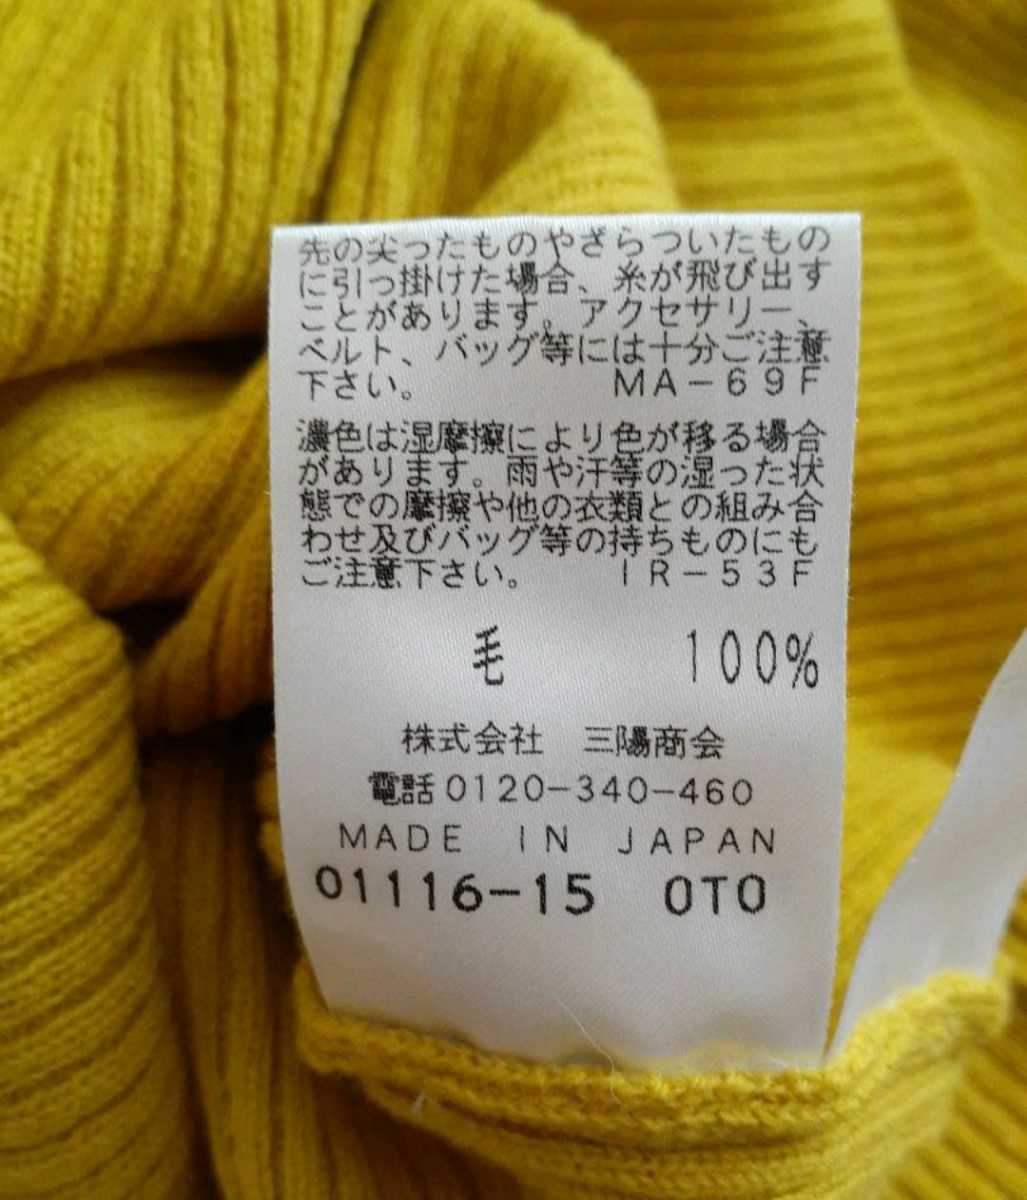 先の尖ったものやざらついたもの
に引っ掛けた場合、糸が飛び出す
ことがあります。アクセサリー、
ベルト、バッグ等には十分ご注意
下さい。 MA-69F
濃色は湿摩擦により色が移る場合
があります。雨や汗等の湿った状
態での摩擦や他の衣類との組み合
わせ及びバッグ等の持ちものにも
ご注意下さい。 IR-53F
毛 100%
株式会社 三陽商会
電話0120-340-460
MADE IN JAPAN
01116-15 0T0